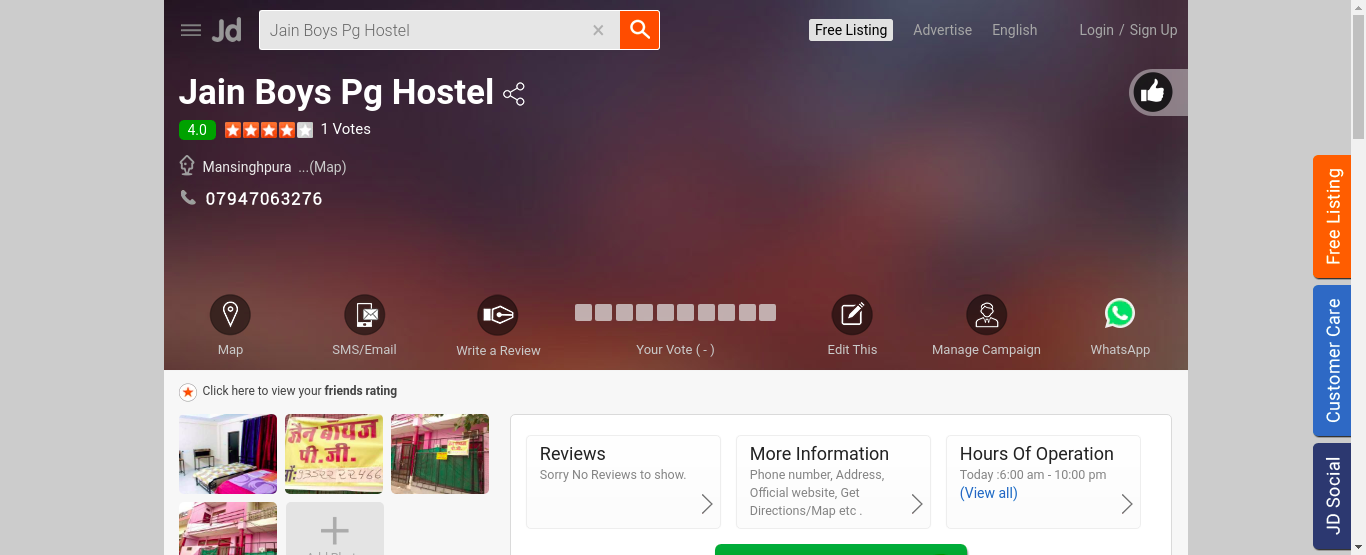 Jd
Jain Boys Pg Hostel
Free Listing
Advertise
English
Login / Sign Up
Jain Boys Pg Hostel
4.0
1 Votes
Mansinghpura ...(Map)
07947063276
Map
SMS/Email
Write a Review
Your Vote ( - )
Edit This
Manage Campaign
WhatsApp
Free Listing
Customer Care
JD Social
Click here to view your friends rating
जैन बॉयज
पी.जी.
Reviews
Sorry No Reviews to show.
More Information
Phone number, Address,
Official website, Get
Directions/Map etc .
Hours Of Operation
Today :6:00 am - 10:00 pm
(View all)